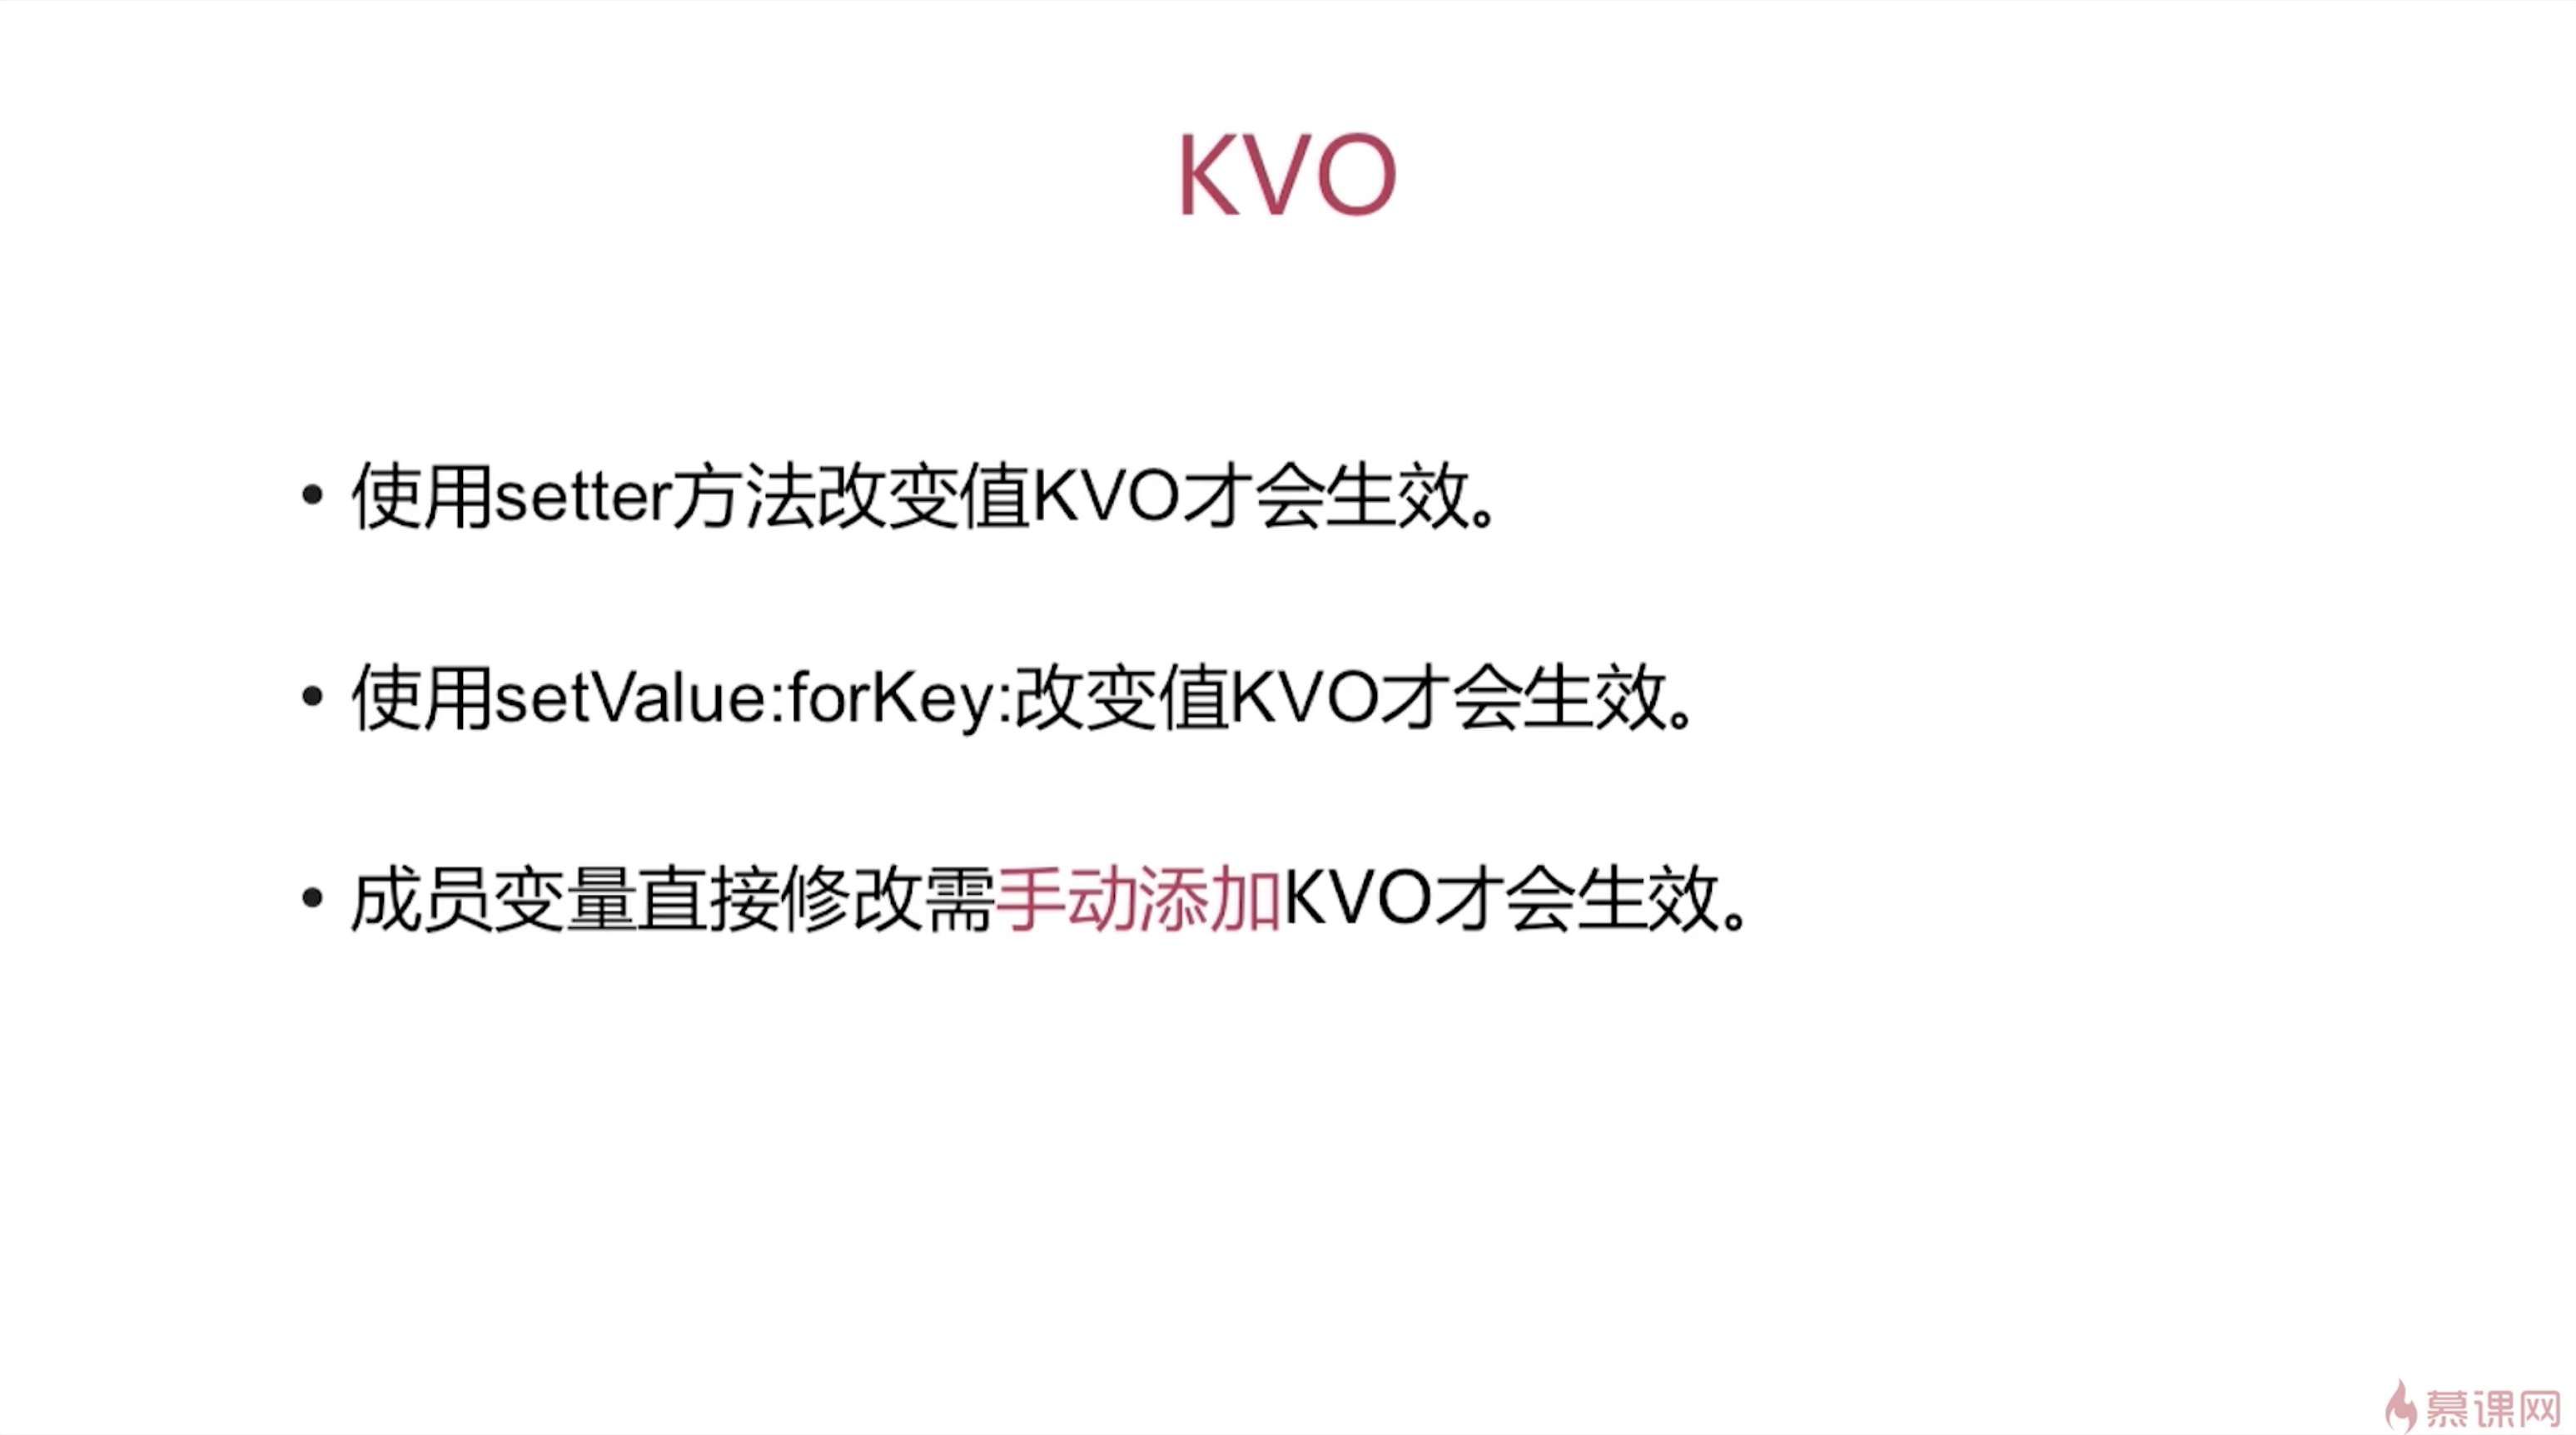 KVO
• 使用setter方法改变值KVO才会生效。
• 使用setValue:forKey:改变值KVO才会生效。
• 成员变量直接修改需手动添加KVO才会生效。
慕课网